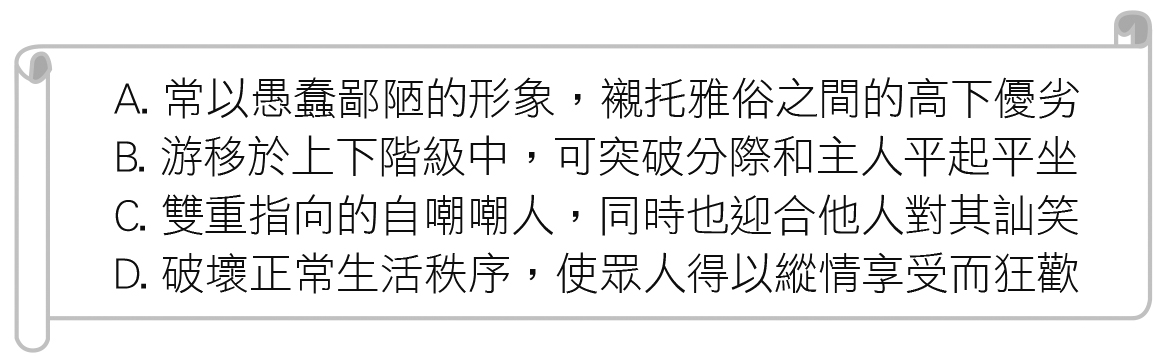 A. 常以愚蠢鄙陋的形象，襯托雅俗之間的高下優劣
B. 游移於上下階級中，可突破分際和主人平起平坐
C. 雙重指向的自嘲嘲人，同時也迎合他人對其訕笑
D. 破壞正常生活秩序，使眾人得以縱情享受而狂歡